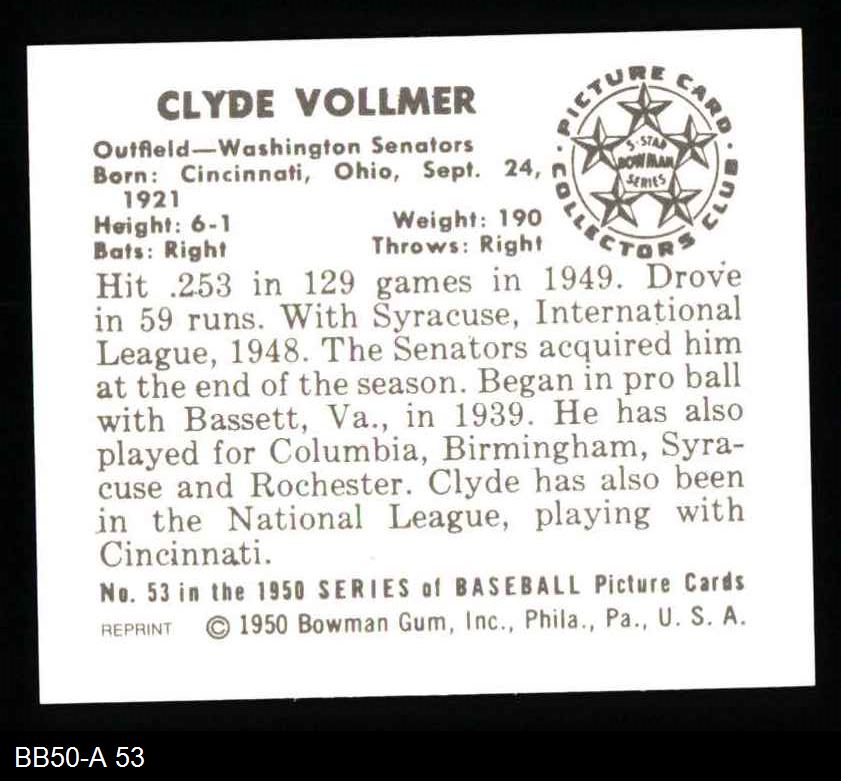 CLYDE VOLLMER
Outfield—Washington Senators
Born: Cincinnati, Ohio, Sept. 24,
1921
Height: 6-1 Weight: 190
Bats: Right Throws: Right
PICTURE CARD
COLLECTORS CLUB
5-STAR
BOWMAN
SERIES
Hit .253 in 129 games in 1949. Drove
in 59 runs. With Syracuse, International
League, 1948. The Senators acquired him
at the end of the season. Began in pro ball
with Bassett, Va., in 1939. He has also
played for Columbia, Birmingham, Syra-
cuse and Rochester. Clyde has also been
in the National League, playing with
Cincinnati.
No. 53 in the 1950 SERIES of BASEBALL Picture Cards
REPRINT © 1950 Bowman Gum, Inc., Phila., Pa., U. S. A.
BB50-A 53